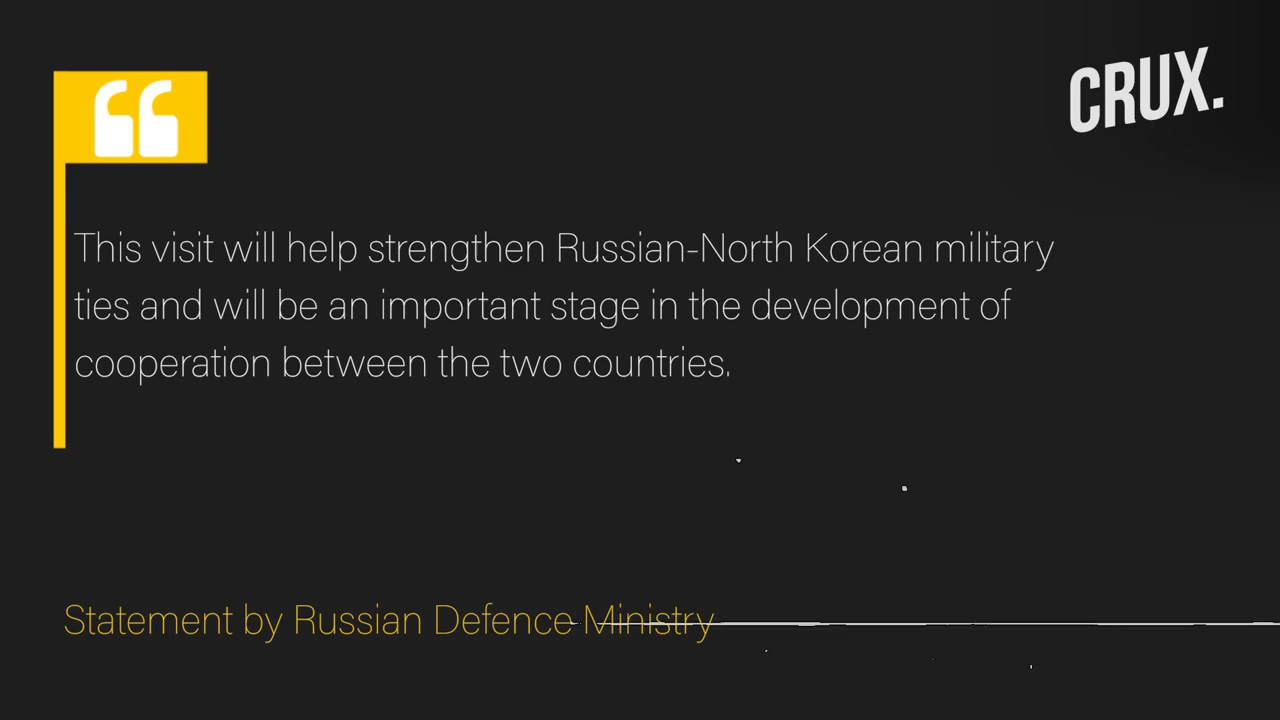 CRUX.
This visit will help strengthen Russian-North Korean military
ties and will be an important stage in the development of
cooperation between the two countries.
Statement by Russian Defence Ministry